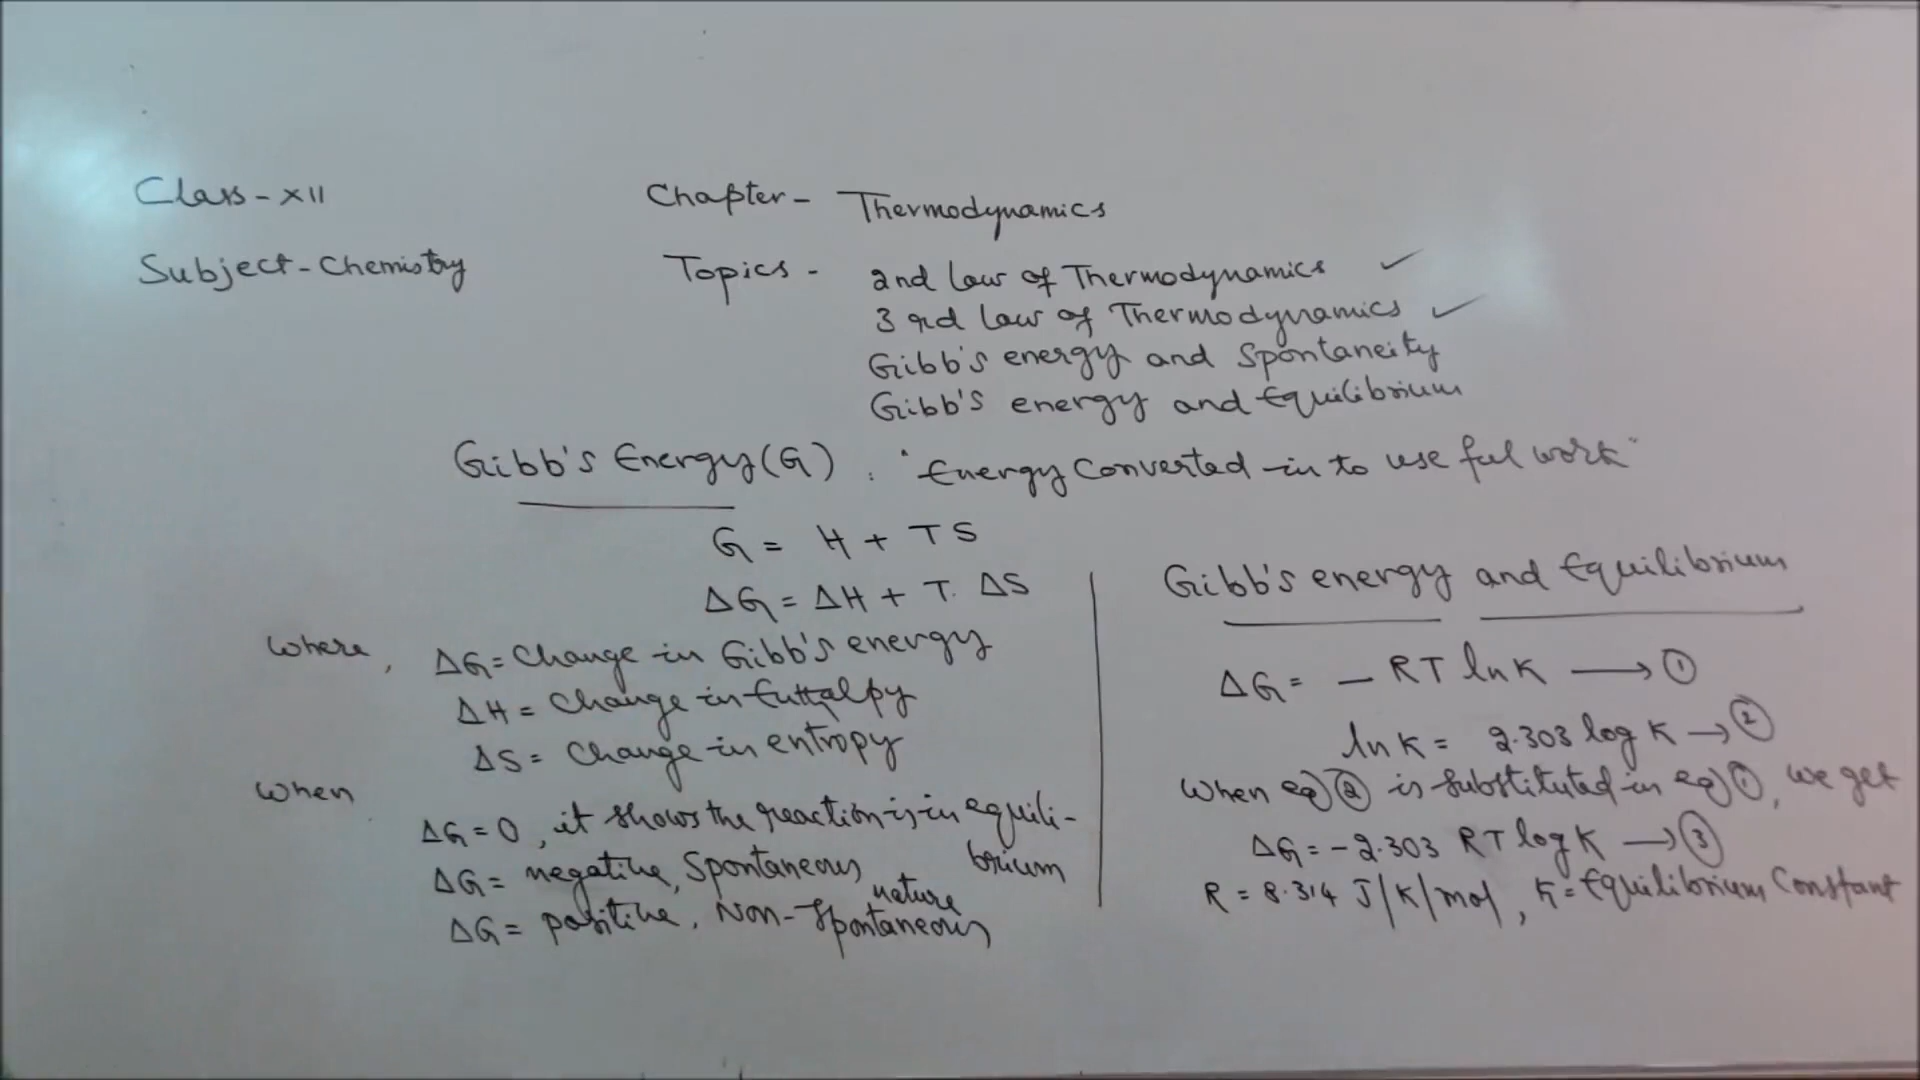 Class - XII
Subject - Chemistry
Chapter - Thermodynamics
Topics - 2nd law of Thermodynamics ✓
3rd law of Thermodynamics ✓
Gibb's energy and Spontaneity
Gibb's energy and Equilibrium
Gibb's Energy (G) : "Energy Converted in to use ful work"
G = H + TS
ΔG = ΔH + T. ΔS
where, ΔG = Change in Gibb's energy
ΔH = Change in Enthalpy
ΔS = Change in entropy
when
ΔG = 0, it shows the reaction is in equili-
brium
ΔG = negative, Spontaneous nature
ΔG = positive, Non-Spontaneous
Gibb's energy and Equilibrium
ΔG = - RT ln K → ①
ln K = 2.303 log K → ②
When eq ② is substituted in eq ①, we get
ΔG = - 2.303 RT log K → ③
R = 8.314 J/K/mol, K = Equilibrium Constant